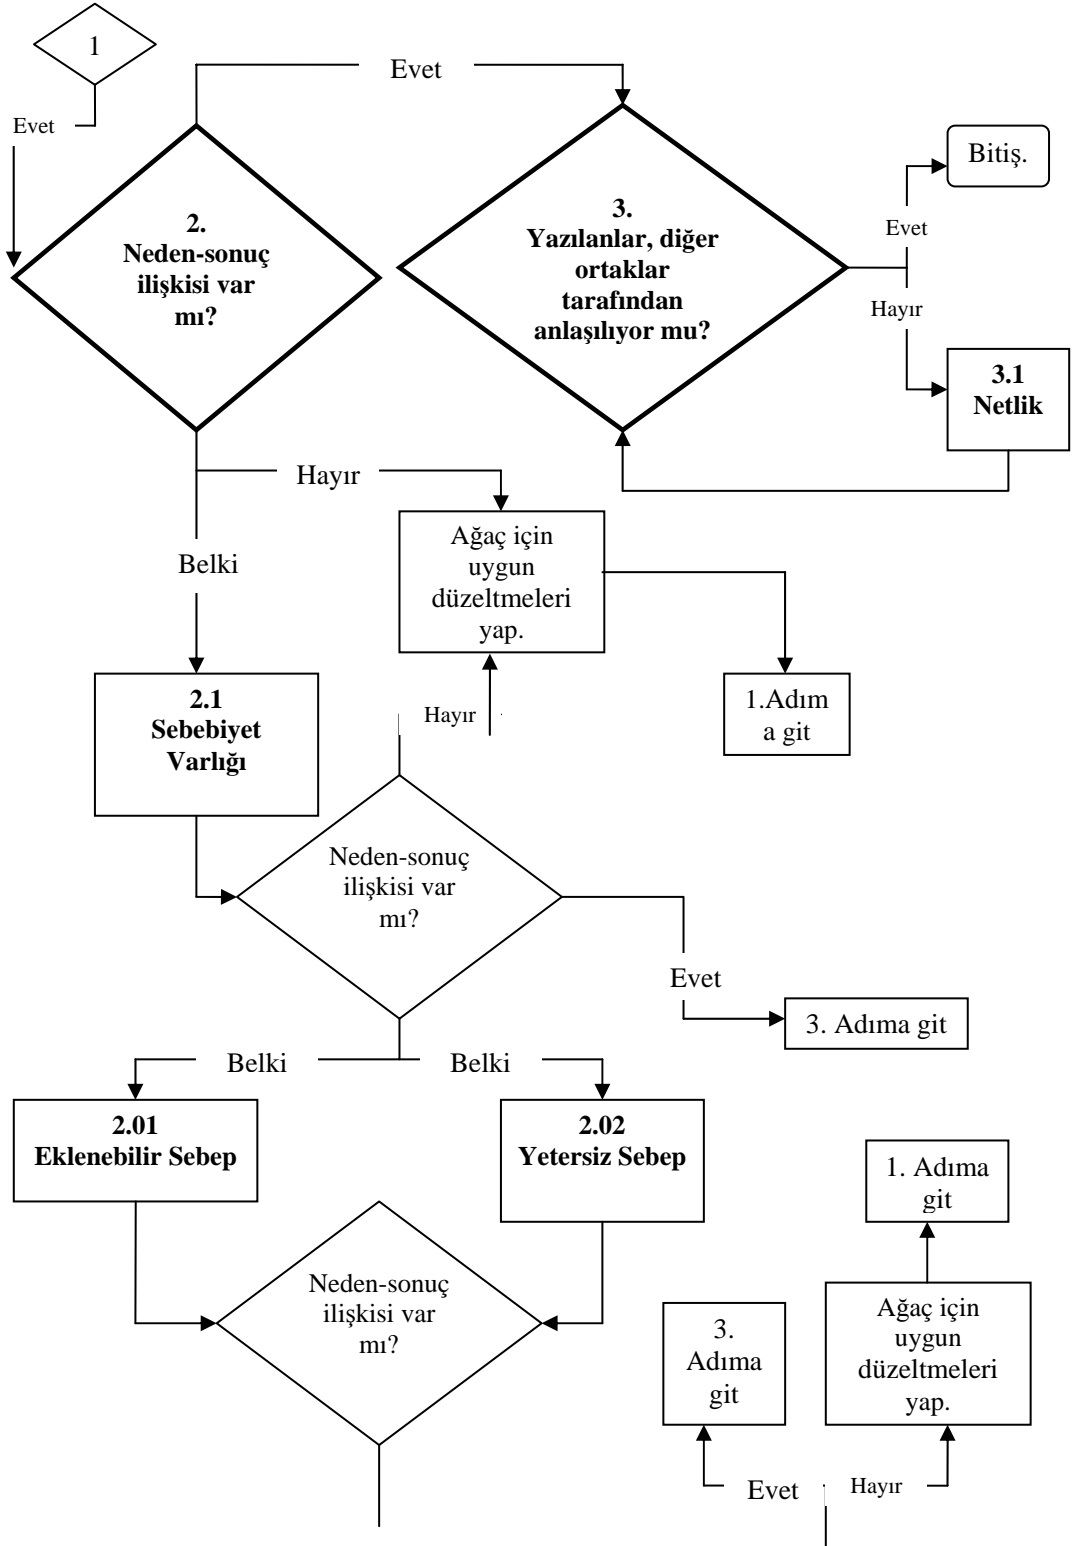 1
Evet
Evet
Bitiş.
2.
Neden-sonuç
ilişkisi var
mı?
3.
Yazılanlar, diğer
ortaklar
tarafından
anlaşılıyor mu?
Evet
Hayır
3.1
Netlik
Hayır
Ağaç için
uygun
düzeltmeleri
yap.
Belki
2.1
Sebebiyet
Varlığı
Hayır
1.Adım
a git
Neden-sonuç
ilişkisi var
mı?
Evet
3. Adıma git
Belki
Belki
2.01
Eklenebilir Sebep
2.02
Yetersiz Sebep
1. Adıma
git
Neden-sonuç
ilişkisi var
mı?
3.
Adıma
git
Ağaç için
uygun
düzeltmeleri
yap.
Evet
Hayır